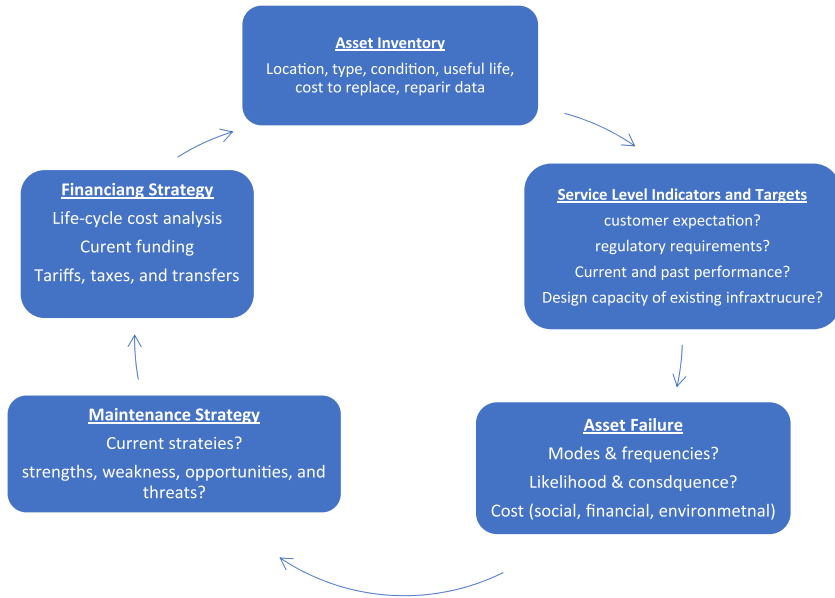 Asset Inventory
Location, type, condition, useful life,
cost to replace, reparir data
Service Level Indicators and Targets
customer expectation?
regulatory requirements?
Current and past performance?
Design capacity of existing infraxtrucure?
Asset Failure
Modes & frequencies?
Likelihood & consdquence?
Cost (social, financial, environmetnal)
Maintenance Strategy
Current strateies?
strengths, weakness, opportunities, and
threats?
Financiang Strategy
Life-cycle cost analysis
Curent funding
Tariffs, taxes, and transfers